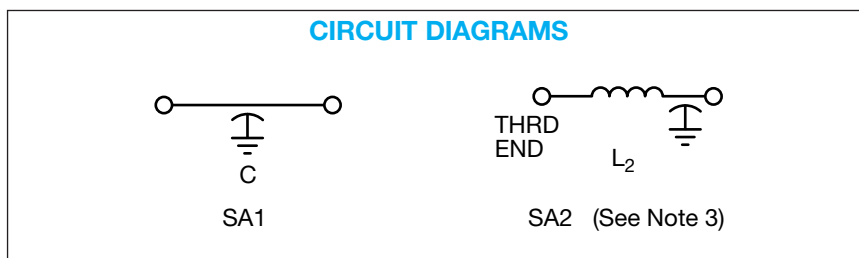 CIRCUIT DIAGRAMS
THRD
END
C
L2
SA1
SA2 (See Note 3)